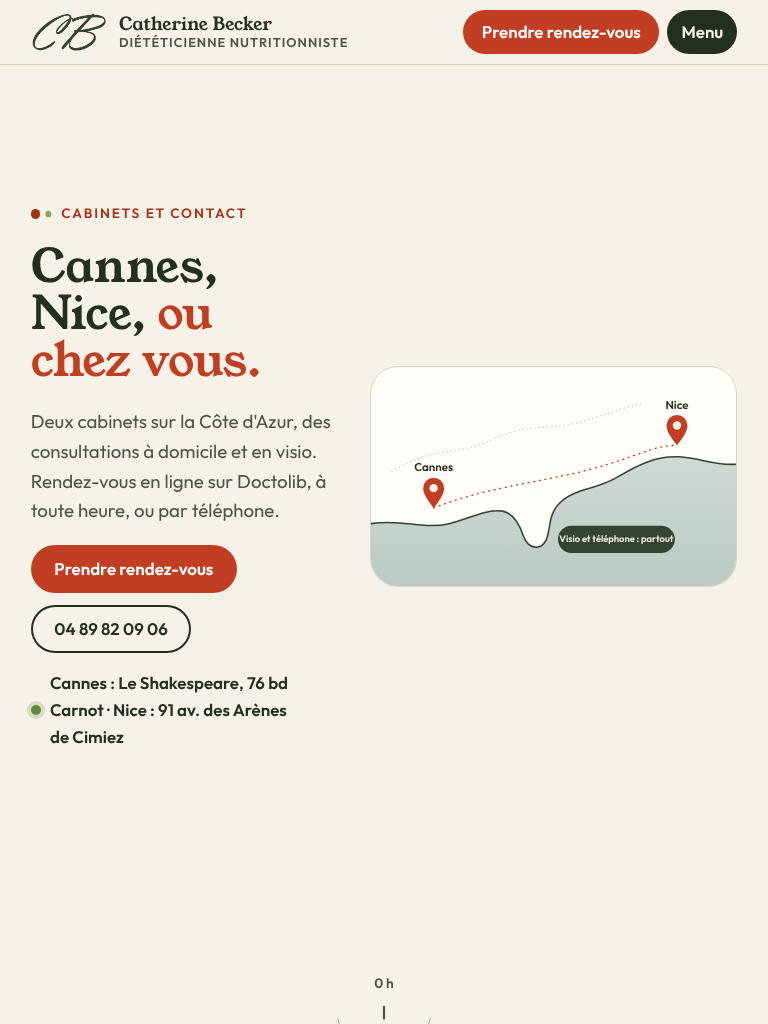 CB
Catherine Becker
DIÉTÉTICIENNE NUTRITIONNISTE
Prendre rendez-vous
Menu
CABINETS ET CONTACT
Cannes,
Nice, ou
chez vous.
Deux cabinets sur la Côte d'Azur, des
consultations à domicile et en visio.
Rendez-vous en ligne sur Doctolib, à
toute heure, ou par téléphone.
Prendre rendez-vous
04 89 82 09 06
Cannes : Le Shakespeare, 76 bd
Carnot · Nice : 91 av. des Arènes
de Cimiez
Nice
Cannes
Visio et téléphone : partout
0 h